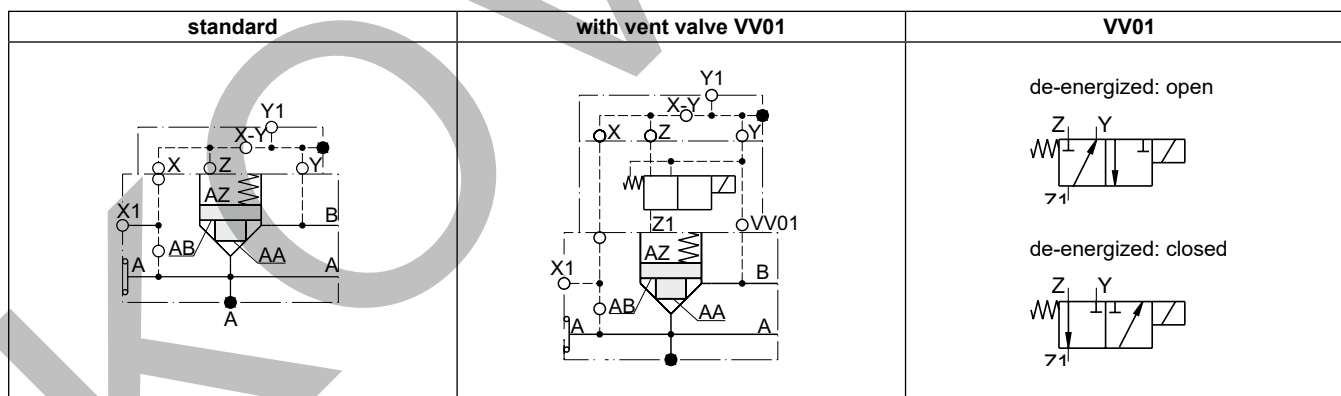 standard
with vent valve VV01
VV01
Y1
X-Y
X
Z
Y
AZ
X1
B
AB
AA
A
A
A
Y1
X-Y
X
Z
Y
Z1
VV01
AZ
X1
B
AB
AA
A
A
de-energized: open
Z
Y
Z1
de-energized: closed
Z
Y
Z1